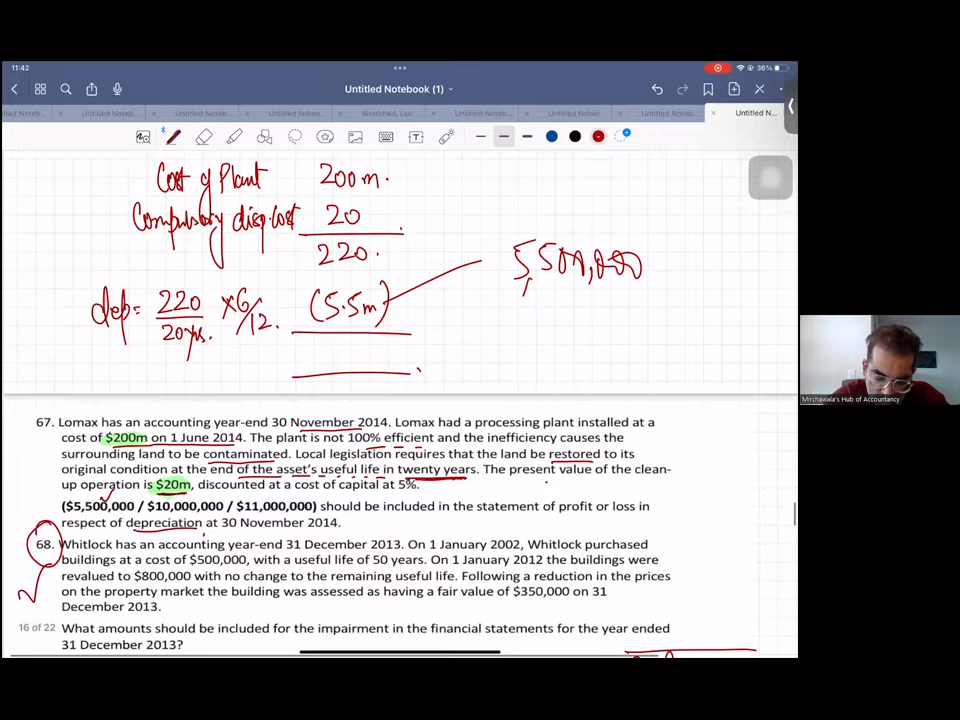 11:42
36%
Untitled Notebook (1)
Untitled Noteb...
Untitled N...
Cost of Plant 200m.
Compulsory disp. cost 20
220.
dep = 220/20yrs. x 6/12. (5.5m)
5,500,000
67. Lomax has an accounting year-end 30 November 2014. Lomax had a processing plant installed at a
cost of $200m on 1 June 2014. The plant is not 100% efficient and the inefficiency causes the
surrounding land to be contaminated. Local legislation requires that the land be restored to its
original condition at the end of the asset's useful life in twenty years. The present value of the clean-
up operation is $20m, discounted at a cost of capital at 5%.
($5,500,000 / $10,000,000 / $11,000,000) should be included in the statement of profit or loss in
respect of depreciation at 30 November 2014.
68. Whitlock has an accounting year-end 31 December 2013. On 1 January 2002, Whitlock purchased
buildings at a cost of $500,000, with a useful life of 50 years. On 1 January 2012 the buildings were
revalued to $800,000 with no change to the remaining useful life. Following a reduction in the prices
on the property market the building was assessed as having a fair value of $350,000 on 31
December 2013.
16 of 22
What amounts should be included for the impairment in the financial statements for the year ended
31 December 2013?
Mirchawala's Hub of Accountancy